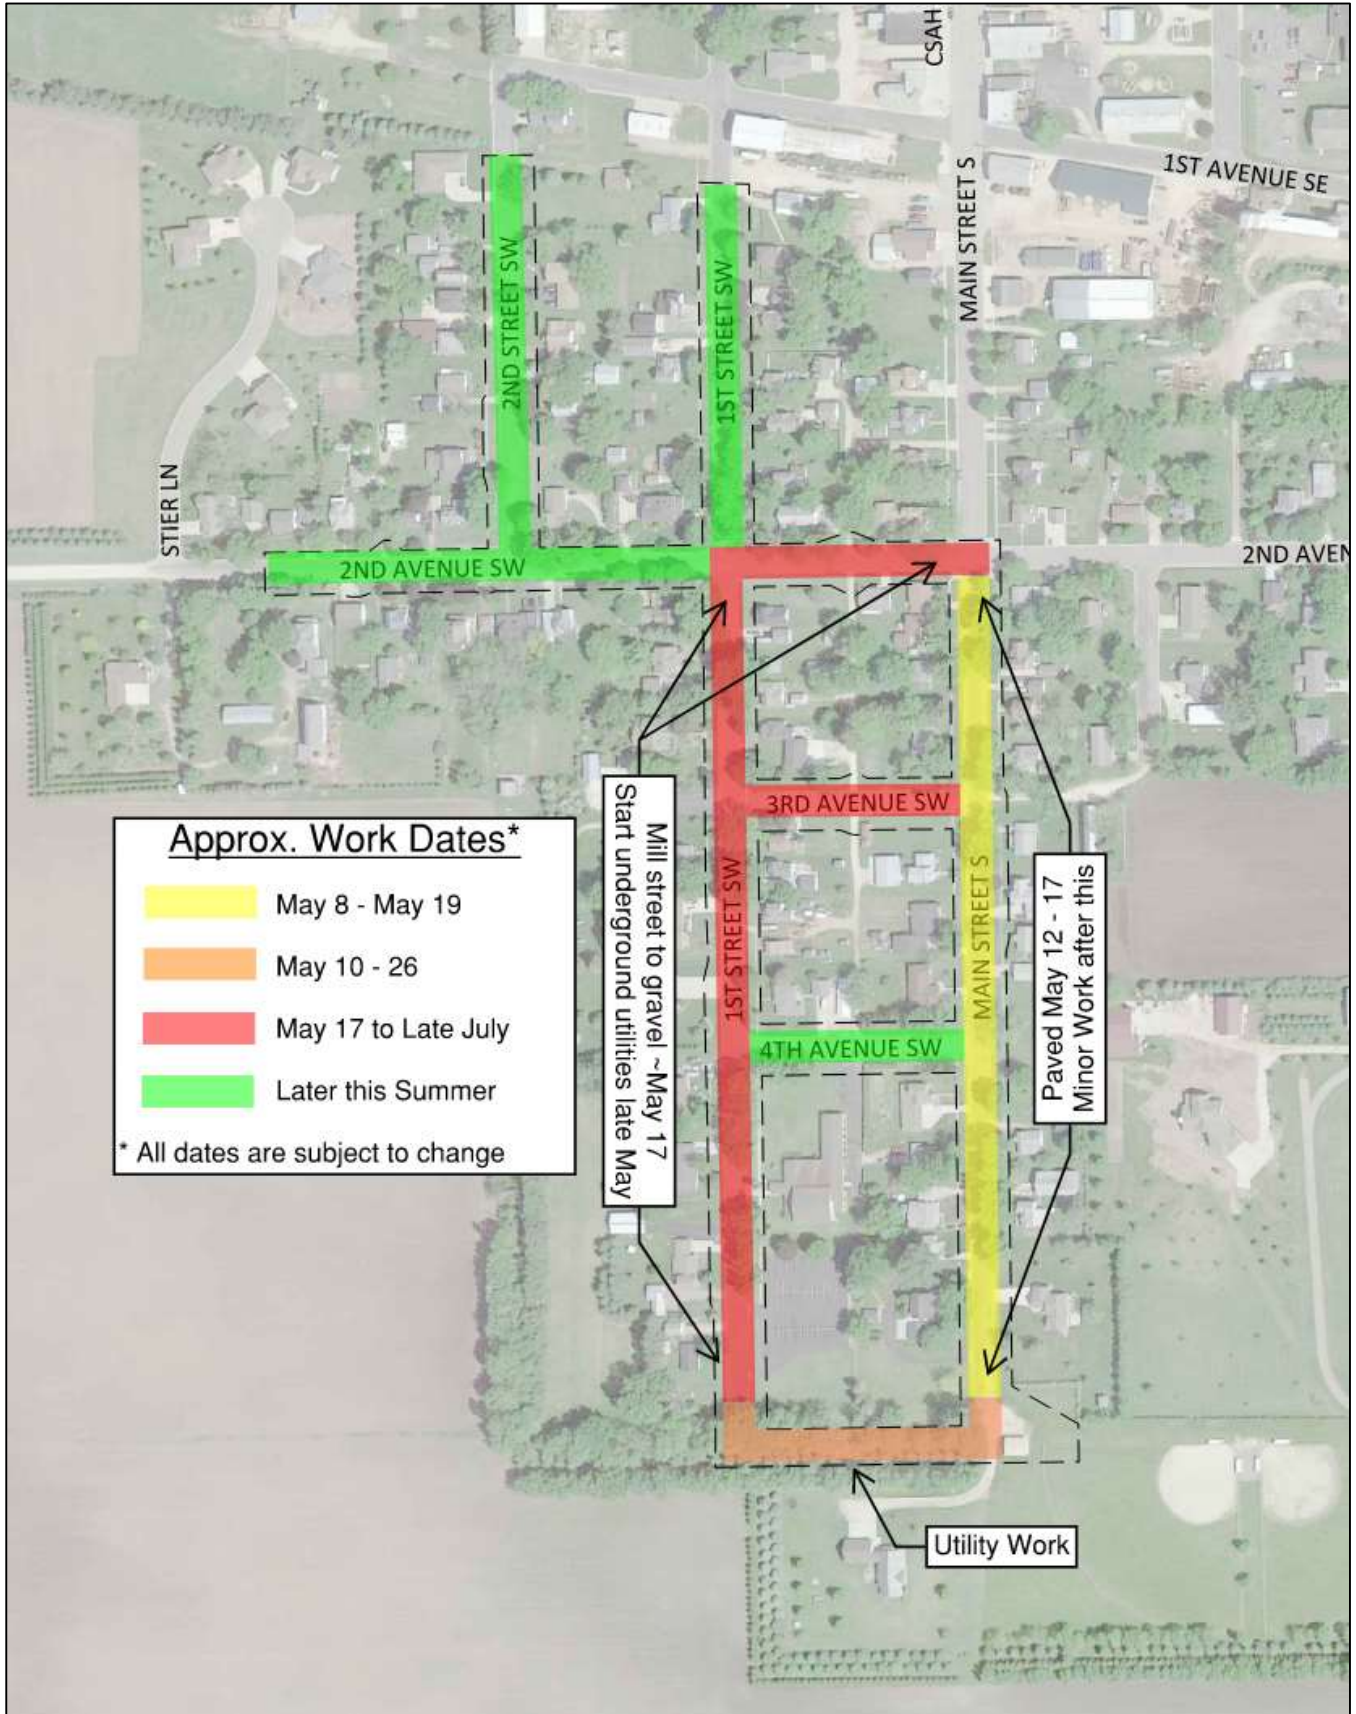 CSAH
1ST AVENUE SE
MAIN STREET S
2ND STREET SW
1ST STREET SW
STIER LN
2ND AVENUE SW
2ND AVEN
3RD AVENUE SW
Approx. Work Dates*
May 8 - May 19
May 10 - 26
May 17 to Late July
Later this Summer
* All dates are subject to change
Mill street to gravel ~May 17
Start underground utilities late May
1ST STREET SW
MAIN STREET S
Paved May 12 - 17
Minor Work after this
4TH AVENUE SW
Utility Work